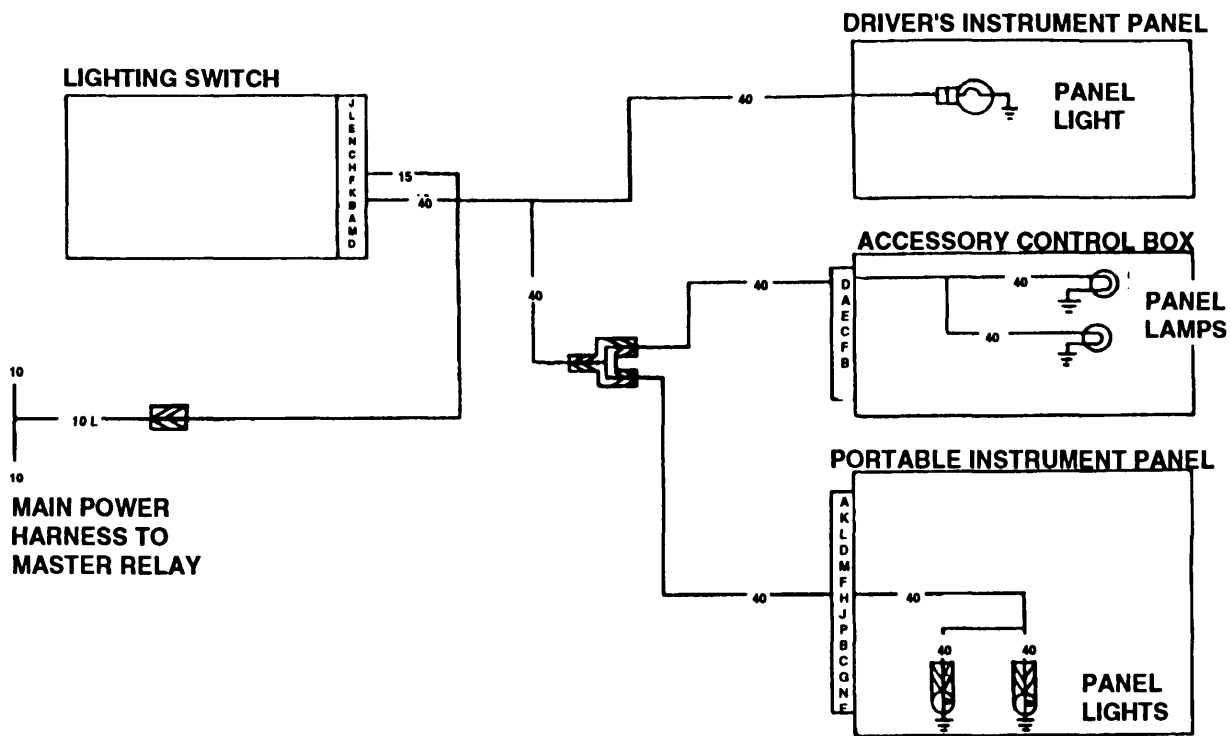 DRIVER'S INSTRUMENT PANEL
LIGHTING SWITCH
PANEL
LIGHT
40
J
L
E
N
C
H
F
K
B
A
M
D
15
40
ACCESSORY CONTROL BOX
40
40
D
A
E
C
F
B
40
40
PANEL
LAMPS
10
10 L
10
MAIN POWER
HARNESS TO
MASTER RELAY
PORTABLE INSTRUMENT PANEL
A
K
L
D
M
F
H
J
P
B
C
G
N
E
40
40
40
40
PANEL
LIGHTS